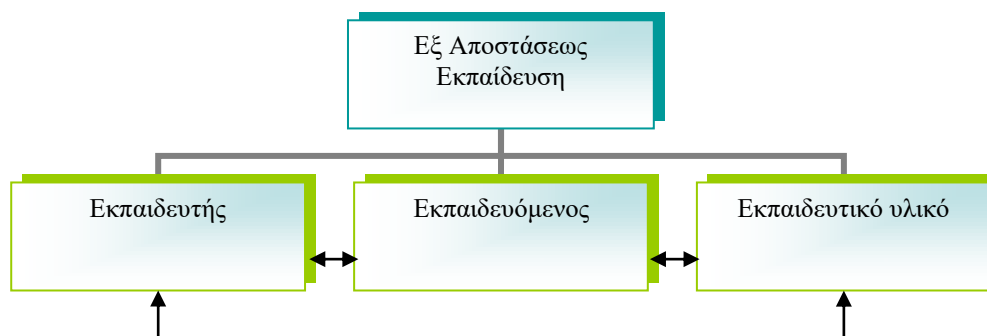 Εξ Αποστάσεως
Εκπαίδευση
Εκπαιδευτής
Εκπαιδευόμενος
Εκπαιδευτικό υλικό